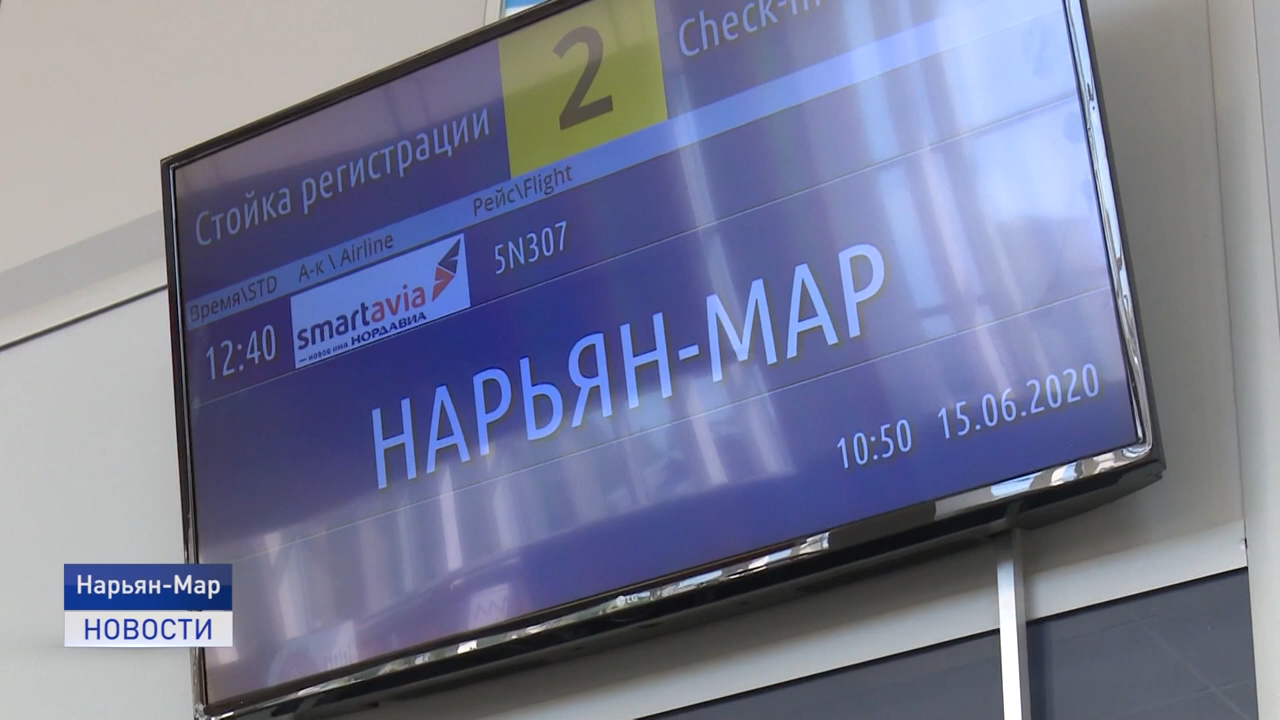 Стойка регистрации 2 Check-in
Время\STD А-к \ Airline Рейс\Flight
12:40 smartavia 5N307
— новое имя НОРДАВИА
НАРЬЯН-МАР
10:50 15.06.2020
LG
Нарьян-Мар
НОВОСТИ